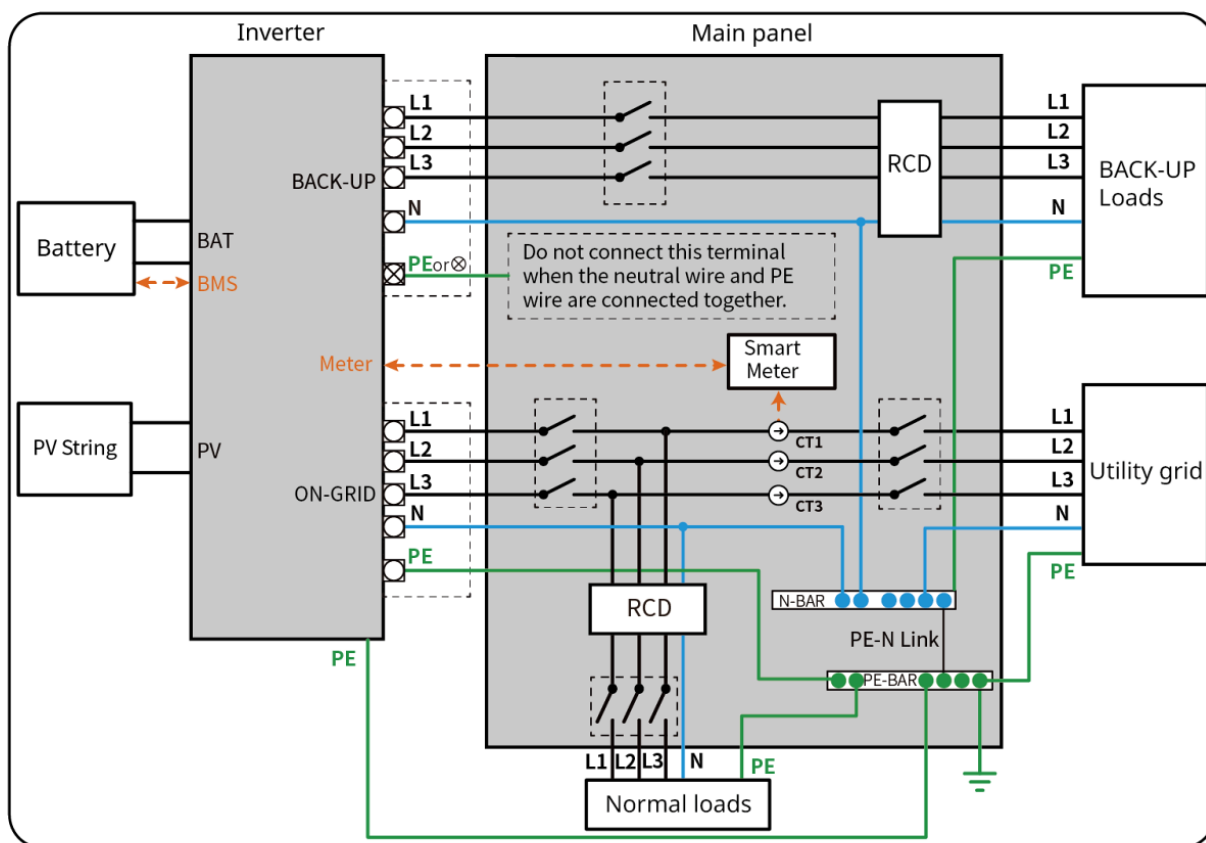 Inverter
Main panel
L1
L2
L3
BACK-UP
N
PEor⊗
Do not connect this terminal
when the neutral wire and PE
wire are connected together.
RCD
L1
L2
L3
N
PE
BACK-UP
Loads
Battery
BAT
BMS
Meter
Smart
Meter
PV String
PV
L1
L2
L3
ON-GRID
N
PE
CT1
CT2
CT3
L1
L2
L3
N
PE
Utility grid
RCD
N-BAR
PE-N Link
PE-BAR
PE
L1
L2
L3
N
PE
Normal loads